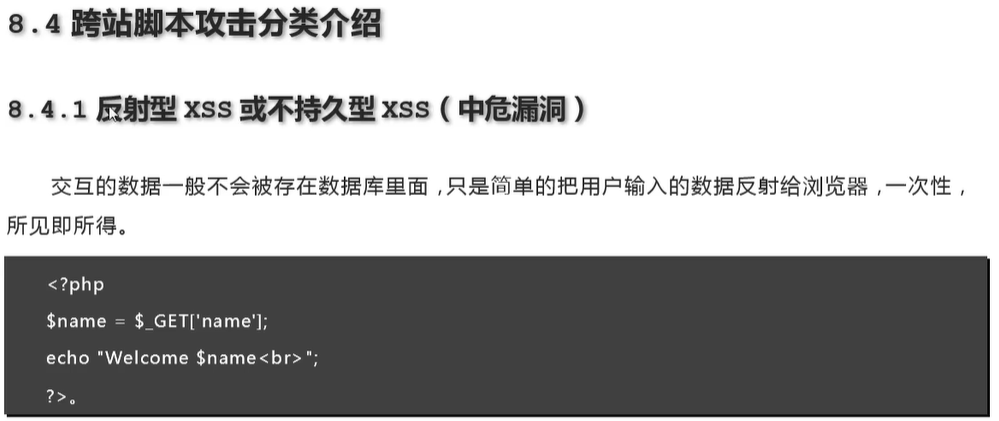 8.4 跨站脚本攻击分类介绍
8.4.1 反射型 XSS 或不持久型 XSS（中危漏洞）
交互的数据一般不会被存在数据库里面，只是简单的把用户输入的数据反射给浏览器，一次性，
所见即所得。
<?php
$name = $_GET['name'];
echo "Welcome $name<br>";
?>。